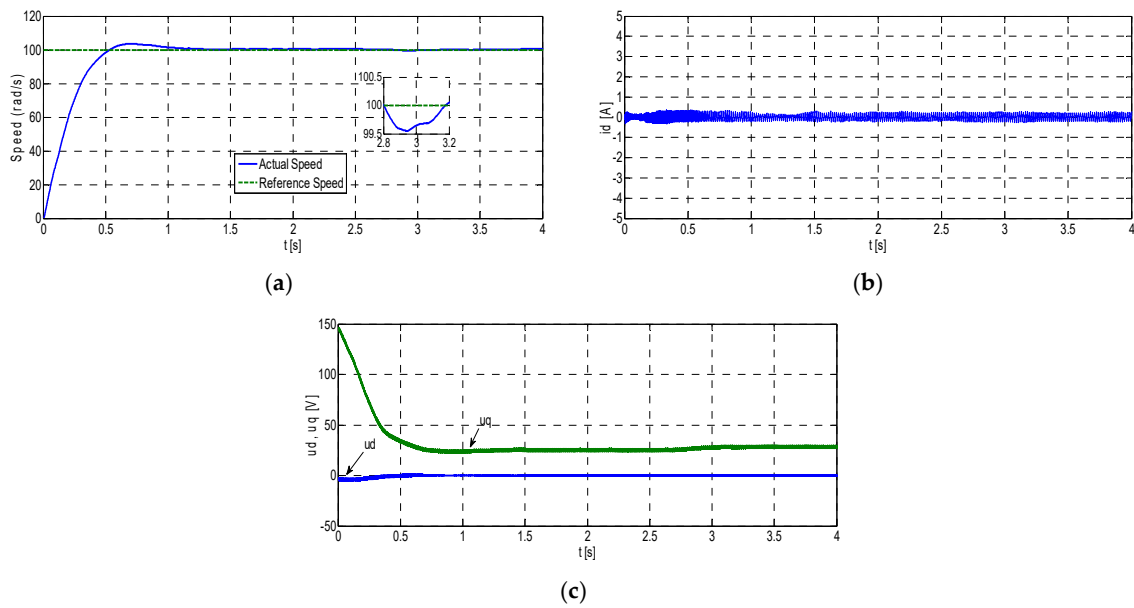 120
100
80
60
40
20
0
Speed (rad/s)
0 0.5 1 1.5 2 2.5 3 3.5 4
t [s]
Actual Speed
Reference Speed
100.5
100
99.5
2.8 3 3.2
(a)
5
4
3
2
1
0
-1
-2
-3
-4
-5
id [A]
0 0.5 1 1.5 2 2.5 3 3.5 4
t [s]
(b)
150
100
50
0
-50
ud, uq [V]
ud
uq
0 0.5 1 1.5 2 2.5 3 3.5 4
t [s]
(c)